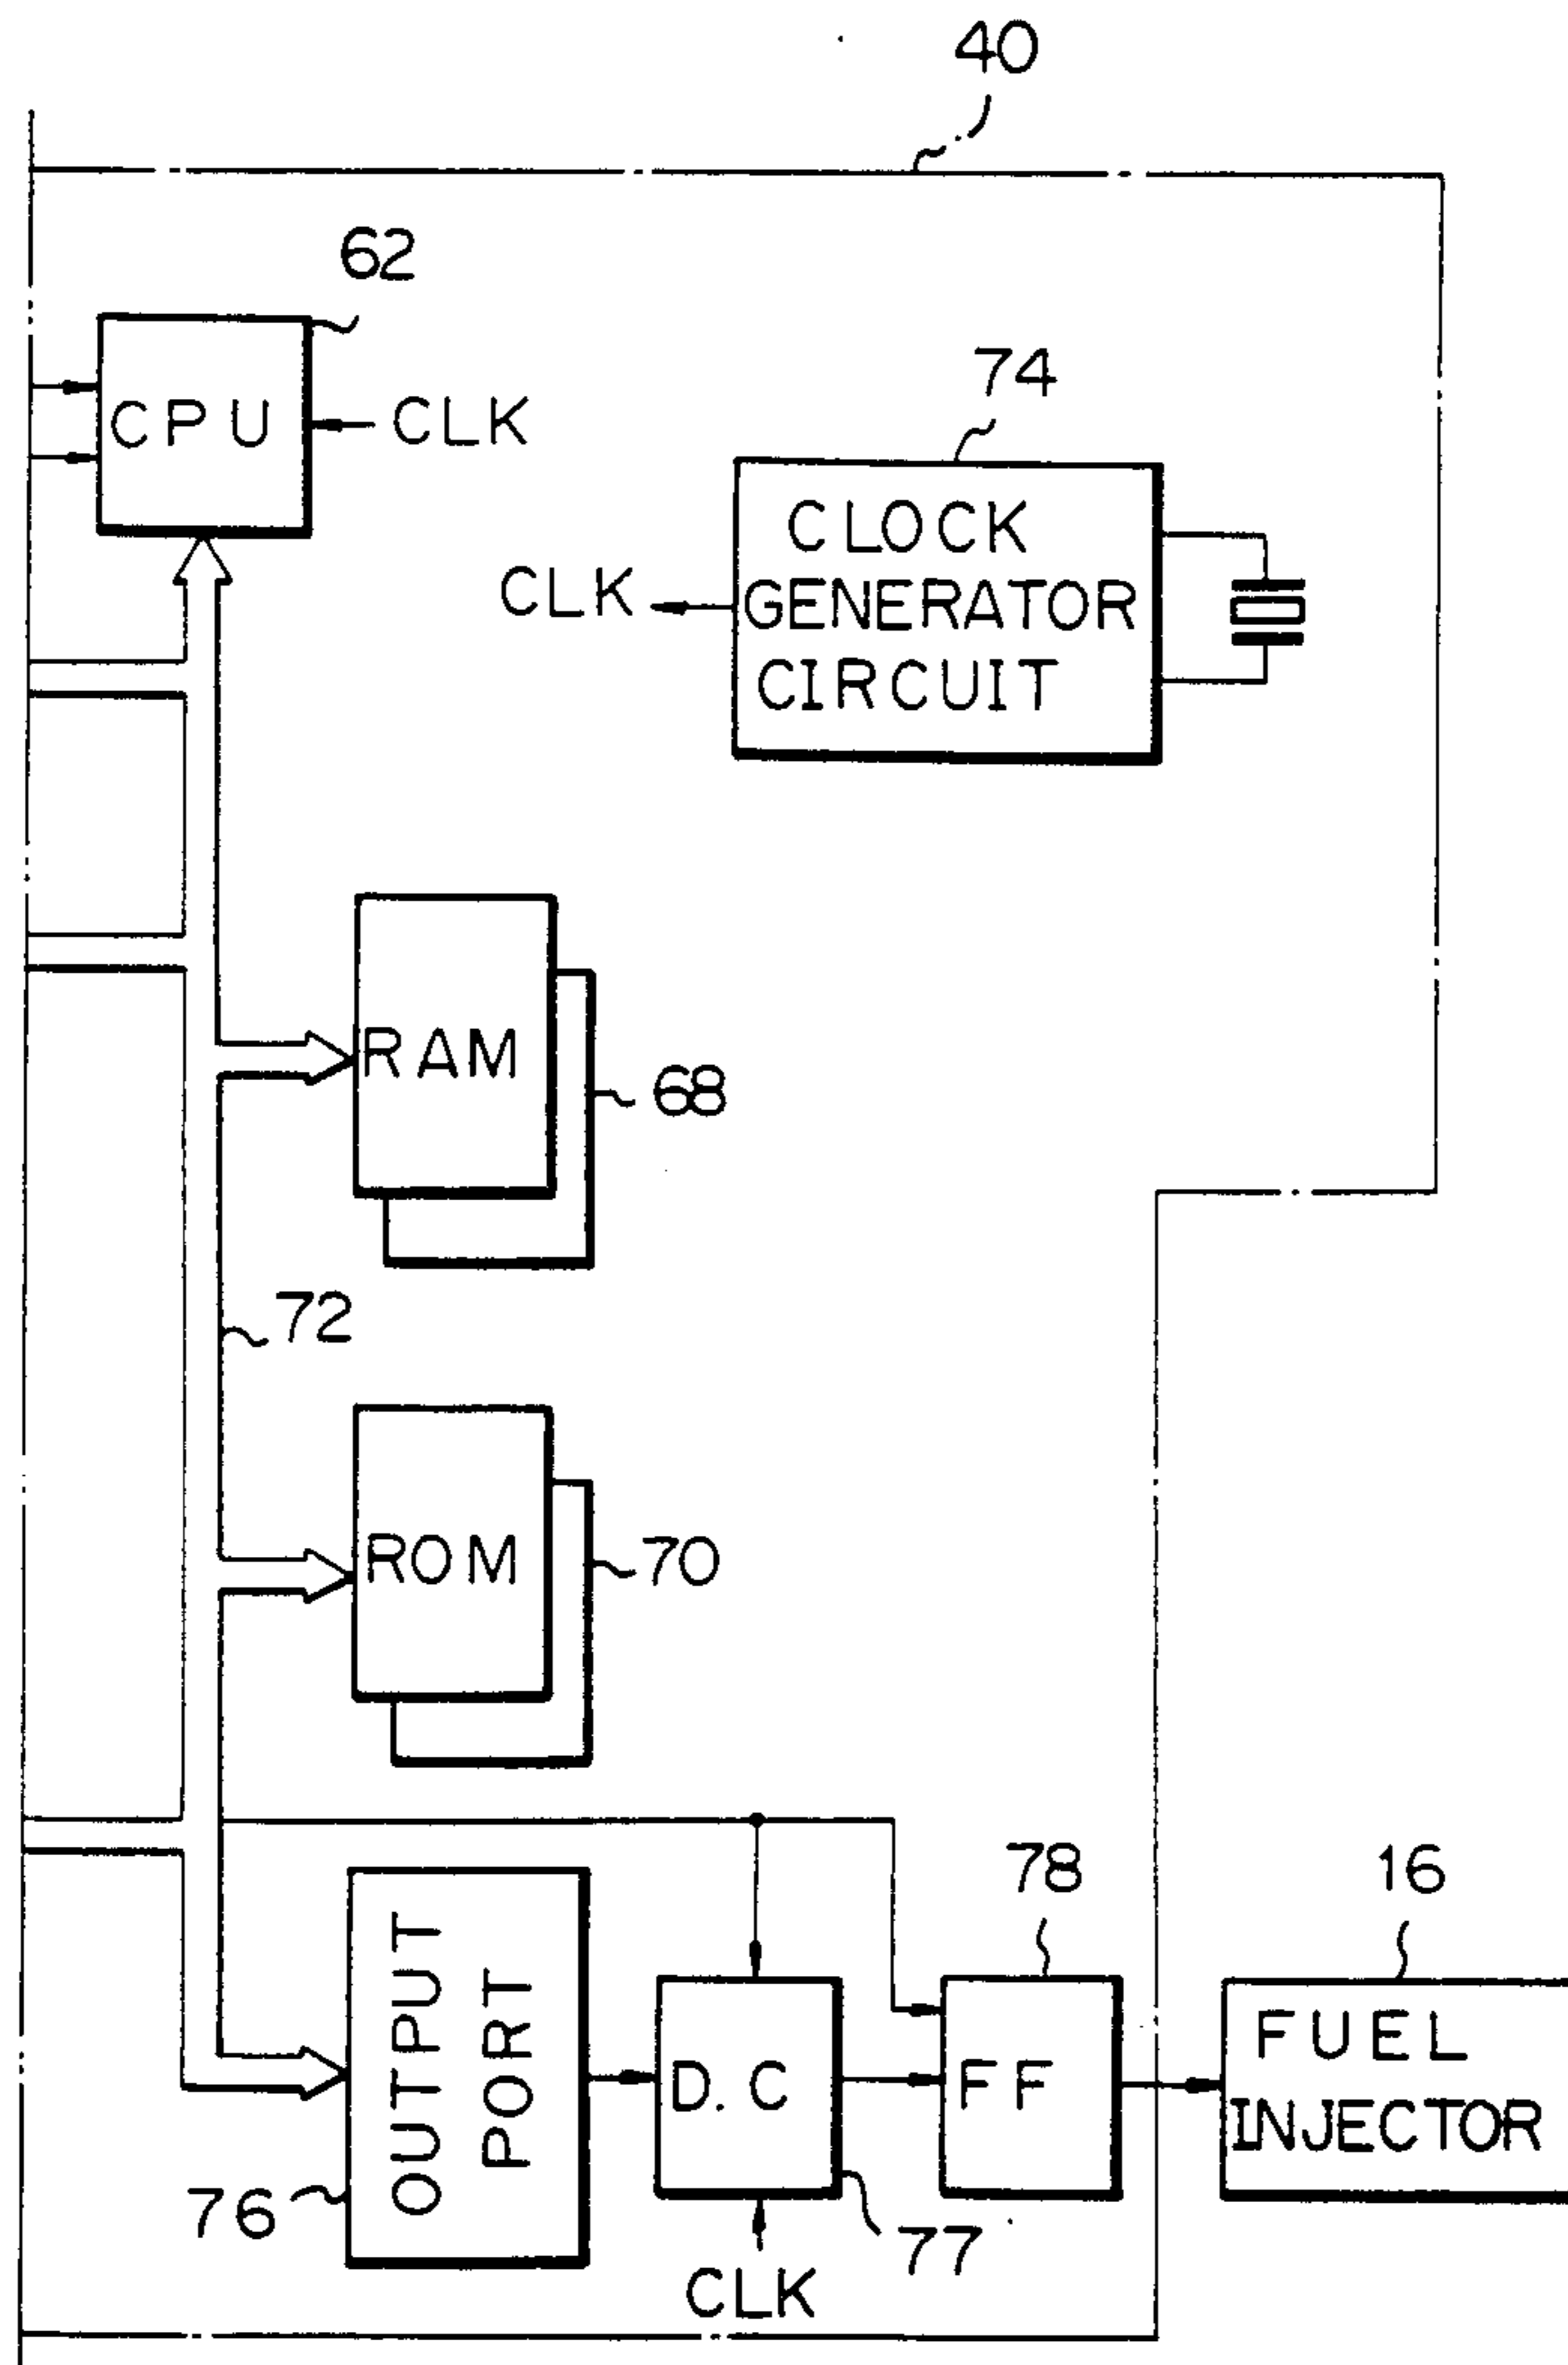 40
62
CPU
CLK
74
CLOCK
GENERATOR
CIRCUIT
CLK
RAM
68
72
ROM
70
78
16
OUTPUT
PORT
D.C
FF
FUEL
INJECTOR
76
77
CLK